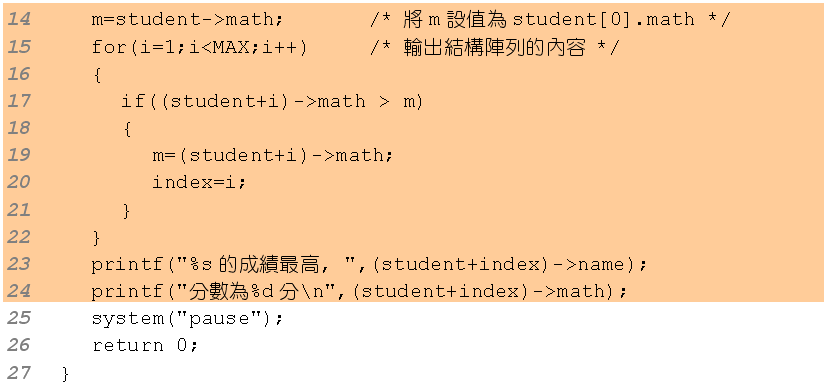 14 m=student->math; /* 將 m 設值為 student[0].math */
15 for(i=1;i<MAX;i++) /* 輸出結構陣列的內容 */
16 {
17 if((student+i)->math > m)
18 {
19 m=(student+i)->math;
20 index=i;
21 }
22 }
23 printf("%s 的成績最高, ",(student+index)->name);
24 printf("分數為%d 分\n",(student+index)->math);
25 system("pause");
26 return 0;
27 }